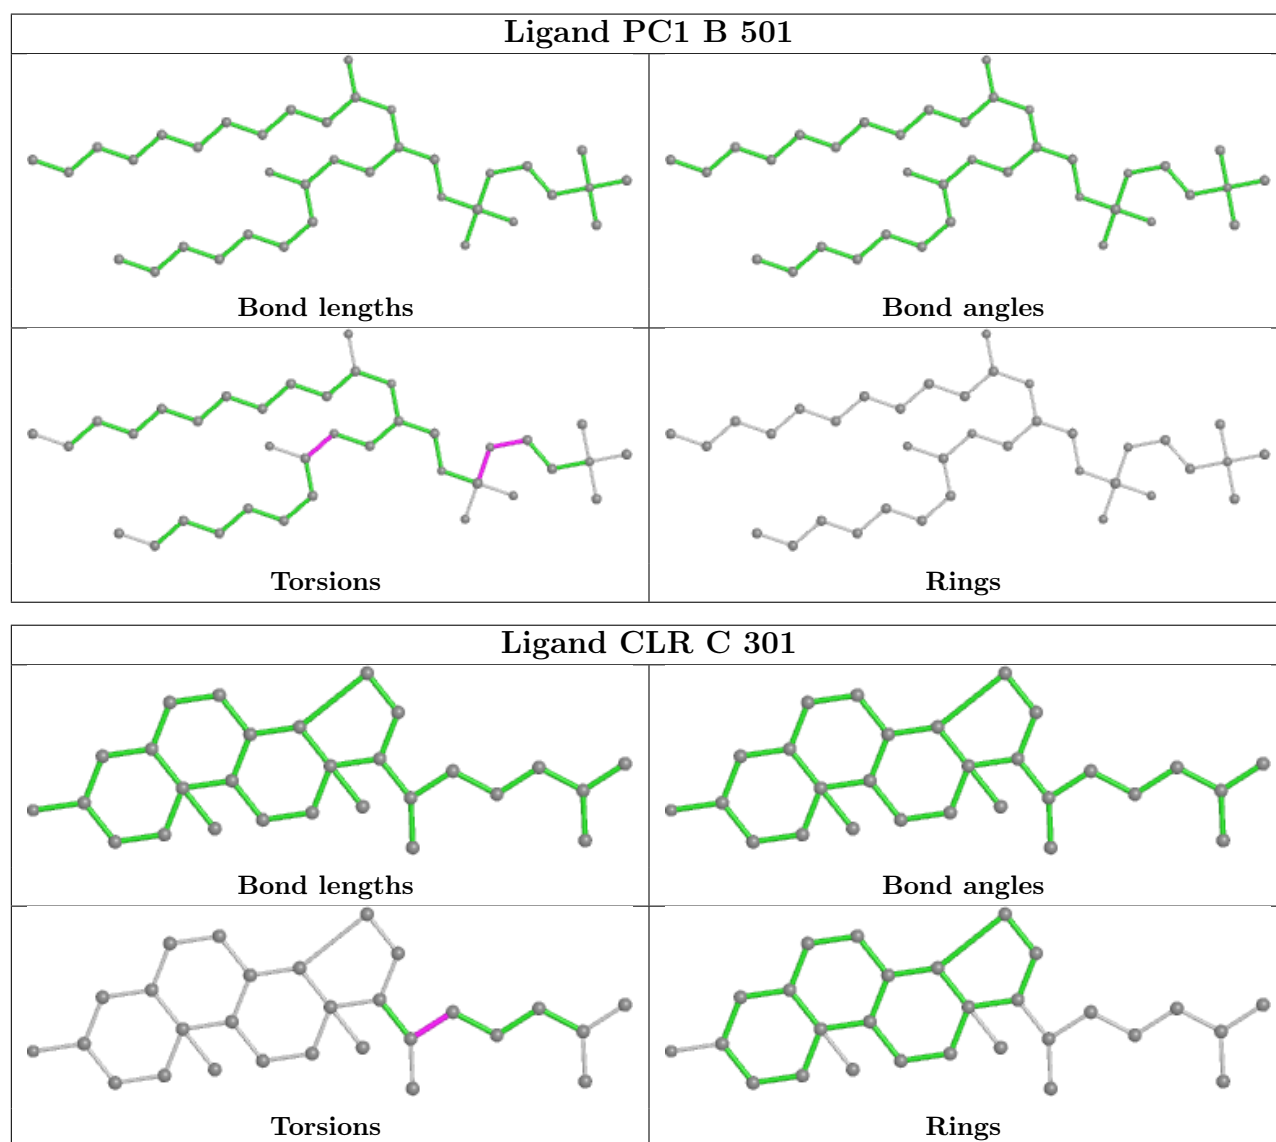 Ligand PC1 B 501
Bond lengths
Bond angles
Torsions
Rings
Ligand CLR C 301
Bond lengths
Bond angles
Torsions
Rings